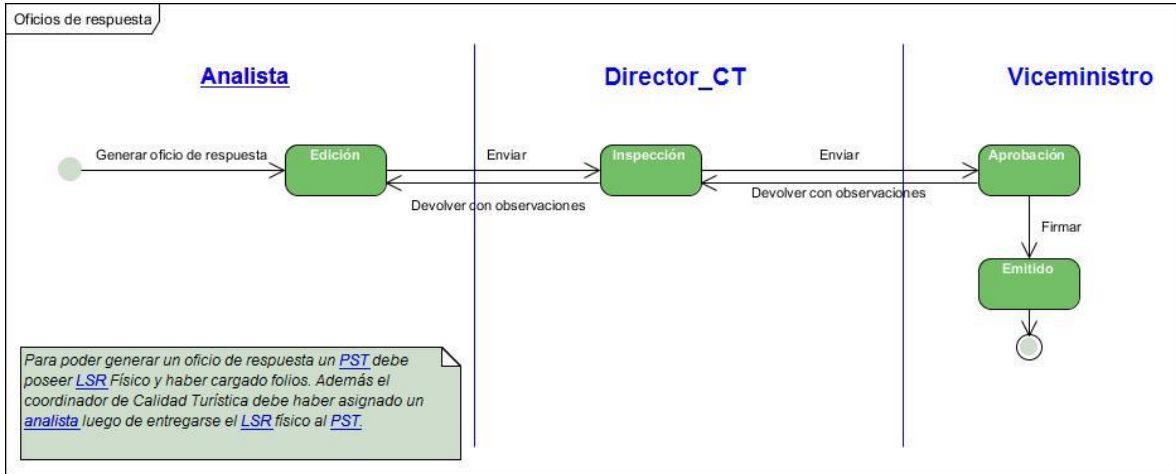 Oficios de respuesta
Analista
Director_CT
Viceministro
Generar oficio de respuesta
Edición
Enviar
Inspección
Enviar
Aprobación
Devolver con observaciones
Devolver con observaciones
Firmar
Emitido
Para poder generar un oficio de respuesta un PST debe
poseer LSR Físico y haber cargado folios. Además el
coordinador de Calidad Turística debe haber asignado un
analista luego de entregarse el LSR físico al PST.